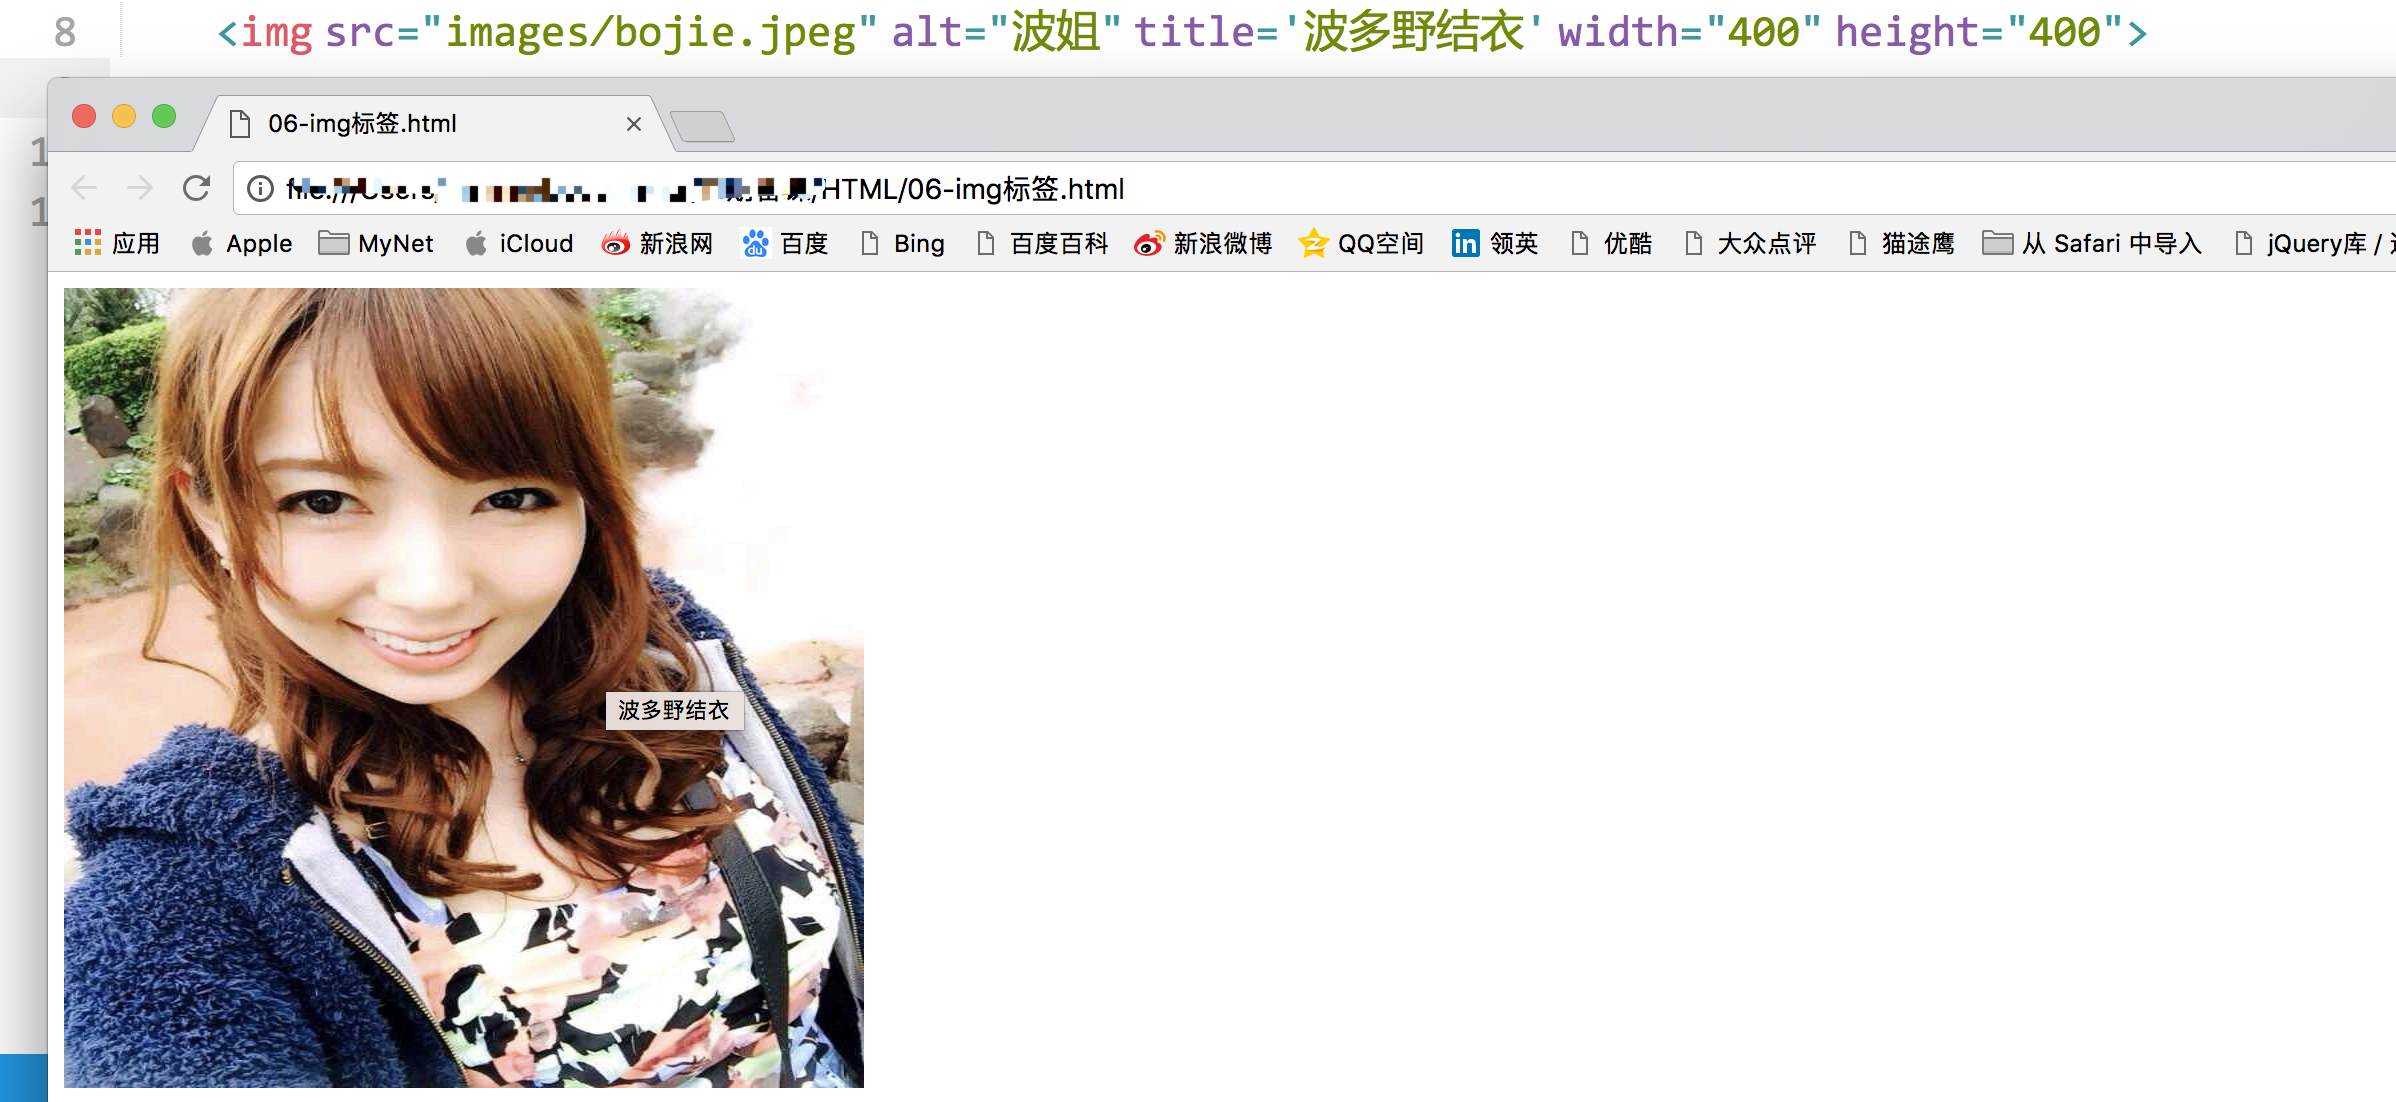 8 <img src="images/bojie.jpeg" alt="波姐" title='波多野结衣' width="400" height="400">
06-img标签.html
HTML/06-img标签.html
应用 Apple MyNet iCloud 新浪网 百度 Bing 百度百科 新浪微博 QQ空间 领英 优酷 大众点评 猫途鹰 从 Safari 中导入 jQuery库 /
波多野结衣